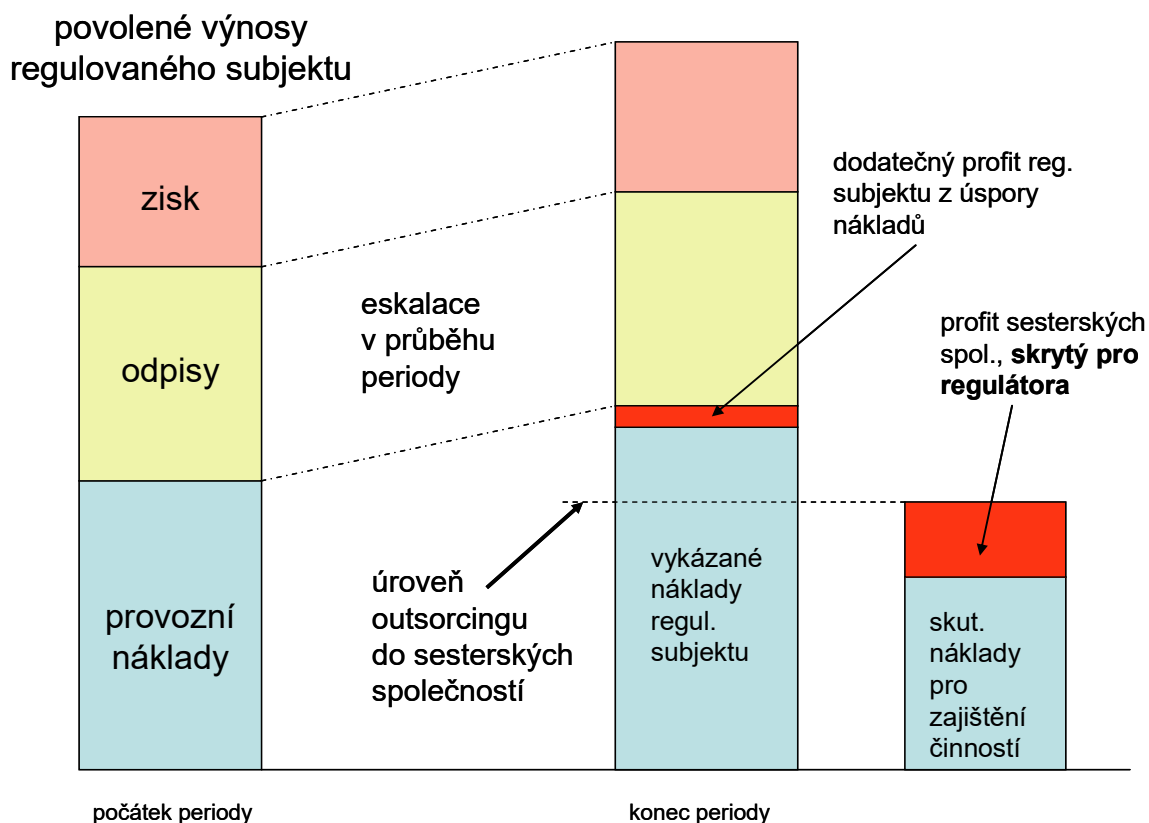 povolené výnosy
regulovaného subjektu
zisk
odpisy
provozní
náklady
eskalace
v průběhu
periody
úroveň
outsorcingu
do sesterských
společností
dodatečný profit reg.
subjektu z úspory
nákladů
vykázané
náklady
regul.
subjektu
profit sesterských
spol., skrytý pro
regulátora
skut.
náklady
pro
zajištění
činností
počátek periody
konec periody